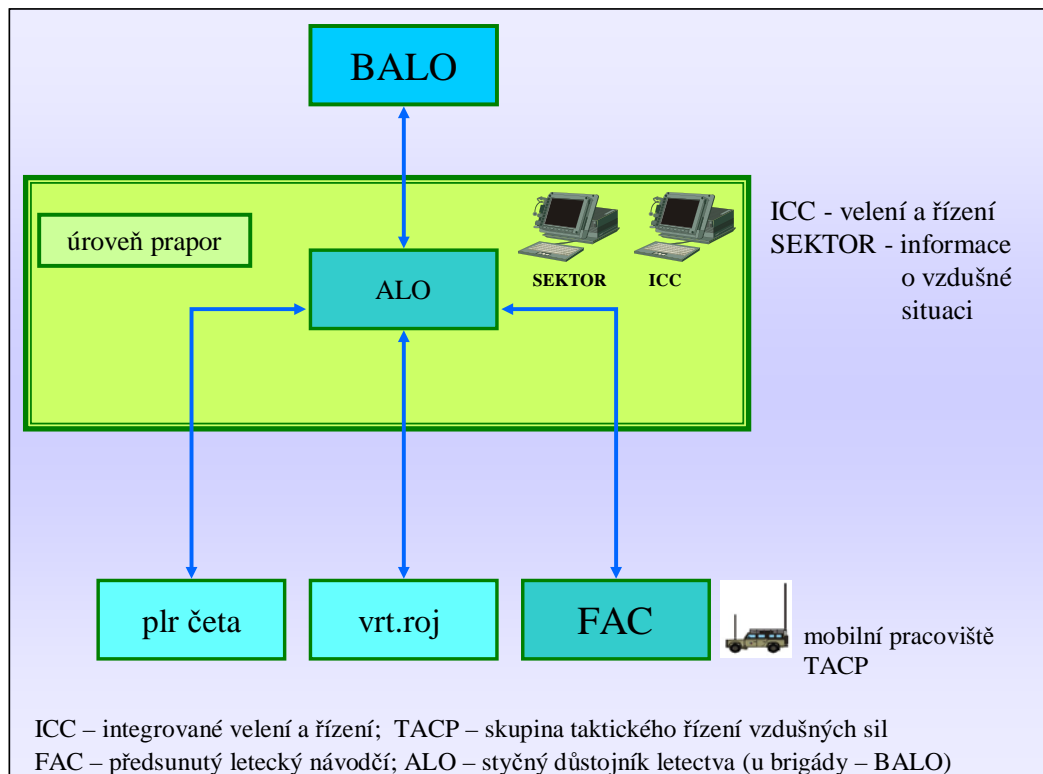 BALO
úroveň prapor
SEKTOR
ICC
ALO
ICC - velení a řízení
SEKTOR - informace
o vzdušné
situaci
plr četa
vrt.roj
FAC
mobilní pracoviště
TACP
ICC – integrované velení a řízení; TACP – skupina taktického řízení vzdušných sil
FAC – předsunutý letecký návodčí; ALO – styčný důstojník letectva (u brigády – BALO)